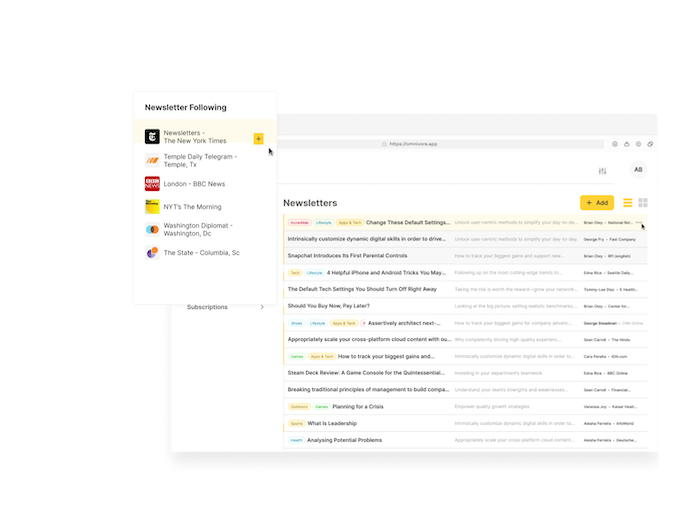 Newsletter Following
Newsletters -
The New York Times
Temple Daily Telegram -
Temple, Tx
BBC
NEWS
London - BBC News
NYT's The Morning
Washington Diplomat -
Washington, Dc
The State - Columbia, Sc
Subscriptions
https://omnivore.app
AB
Newsletters
+ Add
Incredible Lifestyle Apps & Tech Change These Default Settings... Unlock user-centric methods to simplify your day-to-da... Brian Obry • National Ret...
Intrinsically customize dynamic digital skills in order to drive... Unlock user-centric methods to simplify your day-to-day. George Fry • Fast Company
Snapchat Introduces Its First Parental Controls How to track your biggest gains and support new... Brian Obry • RFI (english)
Tech Lifestyle 4 Helpful iPhone and Android Tricks You May... Following up on the most cutting-edge trends to... Edna Rice • Seattle Daily...
The Default Tech Settings You Should Turn Off Right Away Taking the risk is worth the reward—grow your network... Tommy-Lee Diaz • E Health...
Should You Buy Now, Pay Later? Looking at the big picture, setting realistic benchmarks... Brian Obry • Center for...
Shoes Lifestyle Apps & Tech Assertively architect next-... How to track your biggest gains for company advanc... George Steadman • CNN Online
Appropriately scale your cross-platform cloud content with ou... Why consistently driving high quality experien... Sean Carroll • The Hindu
Games Apps & Tech How to track your biggest gains and... Intrinsically customize dynamic digital skills in order to... Cara Pereira • IGN.com
Steam Deck Review: A Game Console for the Quintessential... Investing in your department's teamwork Edna Rice • ABC Online
Breaking traditional principles of management to build compa... Understand your team's strengths and weaknesses... Sean Carroll • Financial...
Outdoors Games Planning for a Crisis Empower quality growth strategies Vanessa Joy • Kaiser Healt...
Sports What Is Leadership Intrinsically customize dynamic digital skills in order to... Aiesha Ferreira •
Health Analysing Potential Problems Appropriately scale your cross-platform cloud content... Aiesha Ferreira • Deutsche...